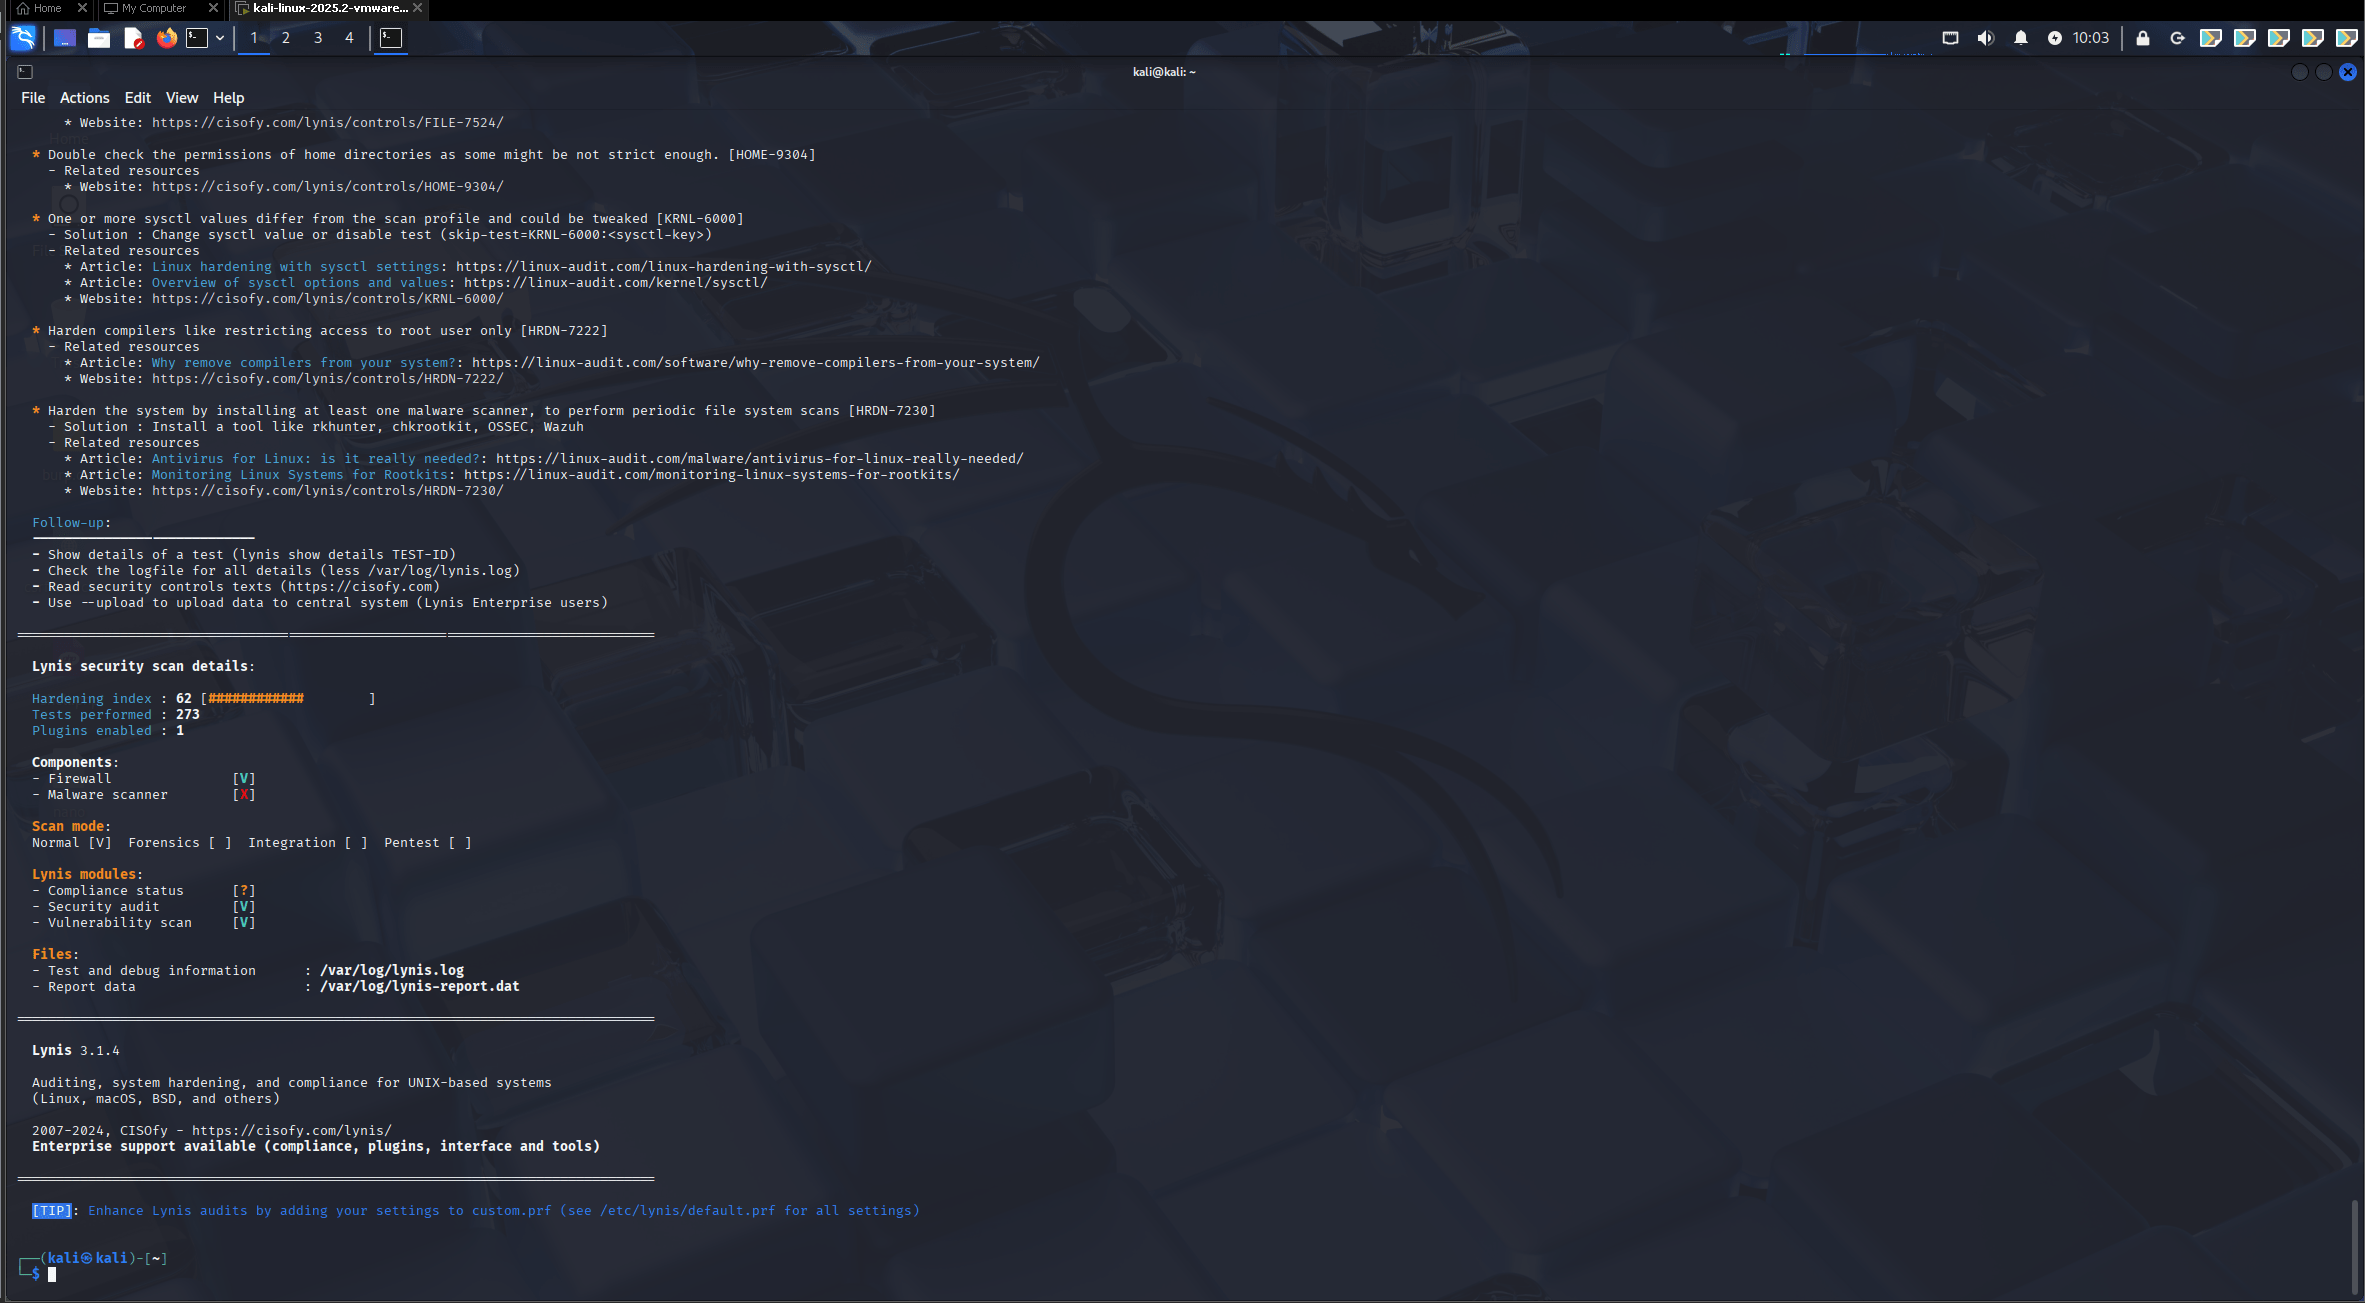 Home
My Computer
kali-linux-2025.2-vmware...
1 2 3 4
10:03
kali@kali: ~
File Actions Edit View Help
* Website: https://cisofy.com/lynis/controls/FILE-7524/
* Double check the permissions of home directories as some might be not strict enough. [HOME-9304]
- Related resources
* Website: https://cisofy.com/lynis/controls/HOME-9304/
* One or more sysctl values differ from the scan profile and could be tweaked [KRNL-6000]
- Solution : Change sysctl value or disable test (skip-test=KRNL-6000:<sysctl-key>)
- Related resources
* Article: Linux hardening with sysctl settings: https://linux-audit.com/linux-hardening-with-sysctl/
* Article: Overview of sysctl options and values: https://linux-audit.com/kernel/sysctl/
* Website: https://cisofy.com/lynis/controls/KRNL-6000/
* Harden compilers like restricting access to root user only [HRDN-7222]
- Related resources
* Article: Why remove compilers from your system?: https://linux-audit.com/software/why-remove-compilers-from-your-system/
* Website: https://cisofy.com/lynis/controls/HRDN-7222/
* Harden the system by installing at least one malware scanner, to perform periodic file system scans [HRDN-7230]
- Solution : Install a tool like rkhunter, chkrootkit, OSSEC, Wazuh
- Related resources
* Article: Antivirus for Linux: is it really needed?: https://linux-audit.com/malware/antivirus-for-linux-really-needed/
* Article: Monitoring Linux Systems for Rootkits: https://linux-audit.com/monitoring-linux-systems-for-rootkits/
* Website: https://cisofy.com/lynis/controls/HRDN-7230/
Follow-up:
----------------------------
- Show details of a test (lynis show details TEST-ID)
- Check the logfile for all details (less /var/log/lynis.log)
- Read security controls texts (https://cisofy.com)
- Use --upload to upload data to central system (Lynis Enterprise users)
================================================================================
Lynis security scan details:
Hardening index : 62 [############        ]
Tests performed : 273
Plugins enabled : 1
Components:
- Firewall [V]
- Malware scanner [X]
Scan mode:
Normal [V] Forensics [ ] Integration [ ] Pentest [ ]
Lynis modules:
- Compliance status [?]
- Security audit [V]
- Vulnerability scan [V]
Files:
- Test and debug information : /var/log/lynis.log
- Report data : /var/log/lynis-report.dat
================================================================================
Lynis 3.1.4
Auditing, system hardening, and compliance for UNIX-based systems
(Linux, macOS, BSD, and others)
2007-2024, CISOfy - https://cisofy.com/lynis/
Enterprise support available (compliance, plugins, interface and tools)
================================================================================
[TIP]: Enhance Lynis audits by adding your settings to custom.prf (see /etc/lynis/default.prf for all settings)
┌──(kali㉿kali)-[~]
└─$